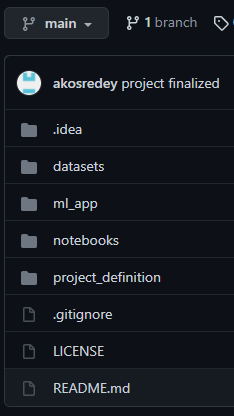 main 1 branch
akosredey project finalized
.idea
datasets
ml_app
notebooks
project_definition
.gitignore
LICENSE
README.md